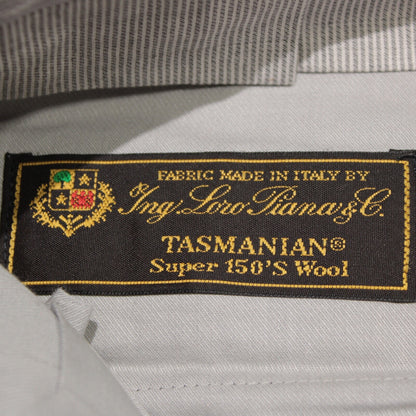 FABRIC MADE IN ITALY BY
Ing. Loro Piana & C.
TASMANIAN®
Super 150'S Wool